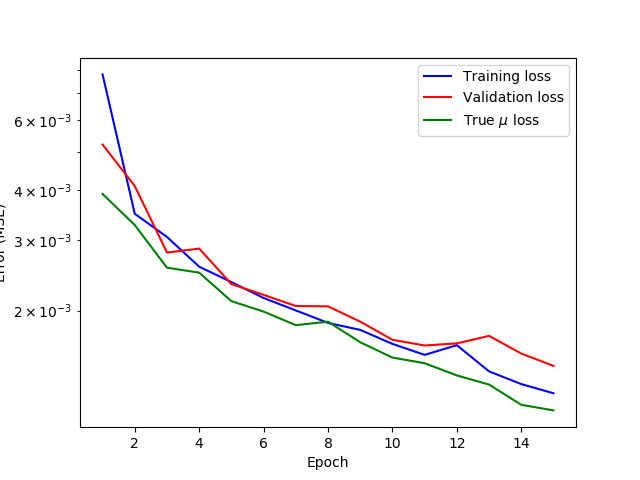 Training loss
Validation loss
True μ loss
6 × 10⁻³
4 × 10⁻³
3 × 10⁻³
2 × 10⁻³
2 4 6 8 10 12 14
Epoch